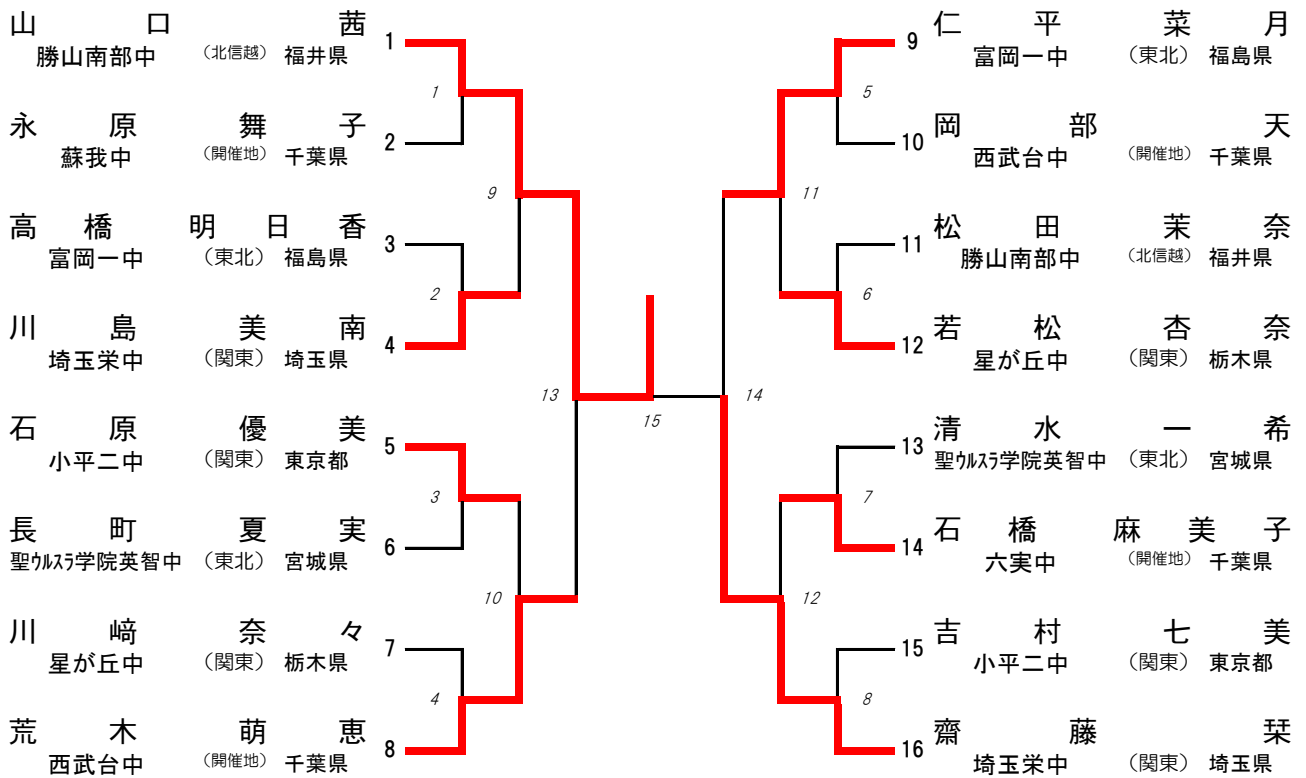 山口茜
1
勝山南部中 （北信越） 福井県
1
永原舞子
2
蘇我中 （開催地） 千葉県
9
高橋明日香
3
富岡一中 （東北） 福島県
2
川島美南
4
埼玉栄中 （関東） 埼玉県
13
石原優美
5
小平二中 （関東） 東京都
3
長町夏実
6
聖ｳﾙｽﾗ学院英智中 （東北） 宮城県
10
川﨑奈々
7
星が丘中 （関東） 栃木県
4
荒木萌恵
8
西武台中 （開催地） 千葉県
15
仁平菜月
9
富岡一中 （東北） 福島県
5
岡部天
10
西武台中 （開催地） 千葉県
11
松田茉奈
11
勝山南部中 （北信越） 福井県
6
若松杏奈
12
星が丘中 （関東） 栃木県
14
清水一希
13
聖ｳﾙｽﾗ学院英智中 （東北） 宮城県
7
石橋麻美子
14
六実中 （開催地） 千葉県
12
吉村七美
15
小平二中 （関東） 東京都
8
齋藤栞
16
埼玉栄中 （関東） 埼玉県